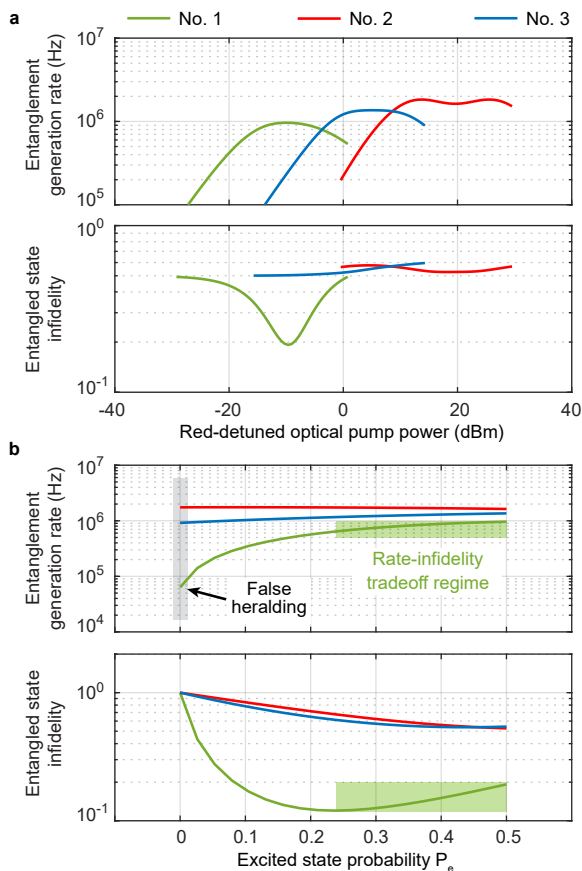 No. 1 No. 2 No. 3
a
Entanglement
generation rate (Hz)
10^7
10^6
10^5
Entangled state
infidelity
10^0
10^-1
-40 -20 0 20 40
Red-detuned optical pump power (dBm)
b
Entanglement
generation rate (Hz)
10^7
10^6
10^5
10^4
False
heralding
Rate-infidelity
tradeoff regime
Entangled state
infidelity
10^0
10^-1
0 0.1 0.2 0.3 0.4 0.5
Excited state probability P_e